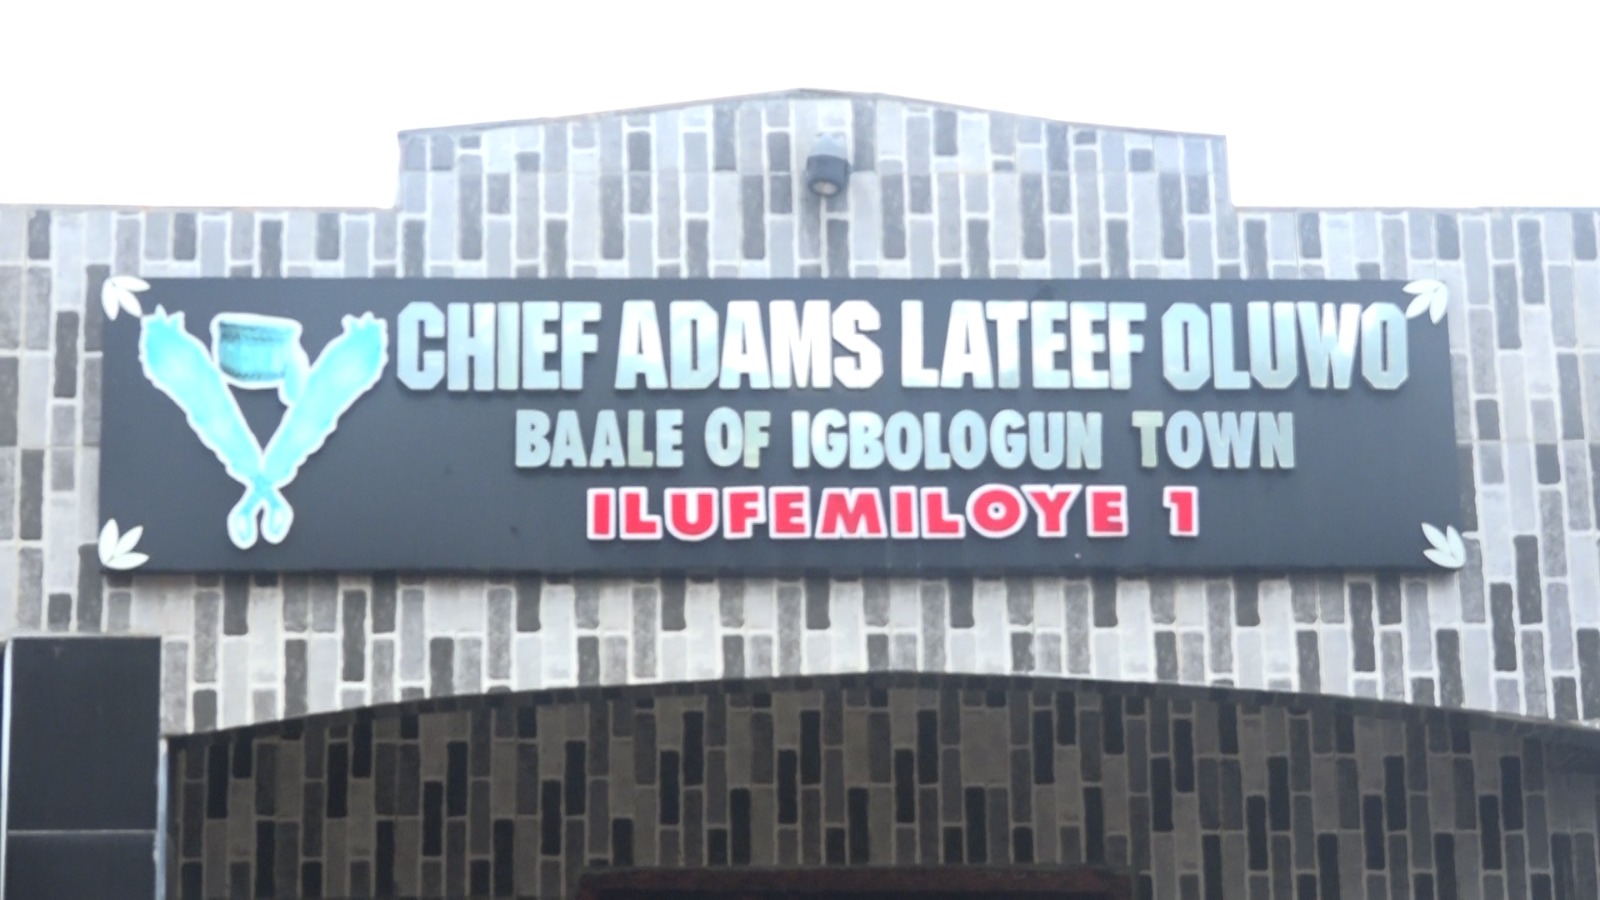 CHIEF ADAMS LATEEF OLUWO
BAALE OF IGBOLOGUN TOWN
ILUFEMILOYE 1